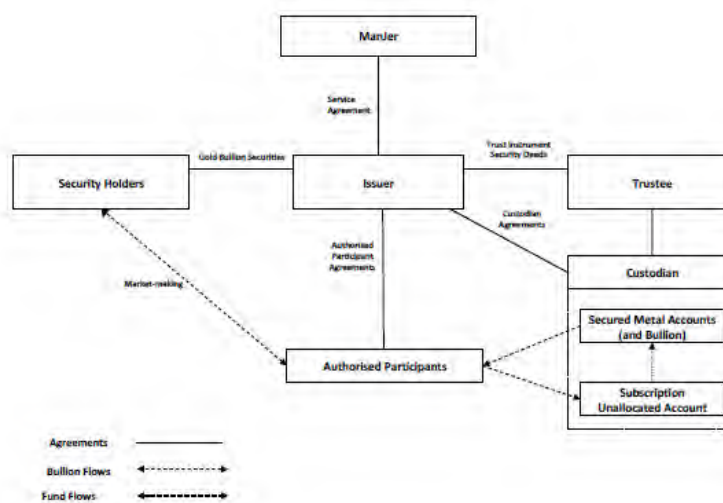 ManJer
Service
Agreement
Gold Bullion Securities
Trust Instrument
Security Deeds
Security Holders
Issuer
Trustee
Custodian
Agreements
Authorised
Participant
Agreements
Custodian
Market-making
Secured Metal Accounts
(and Bullion)
Authorised Participants
Subscription
Unallocated Account
Agreements
Bullion Flows
Fund Flows